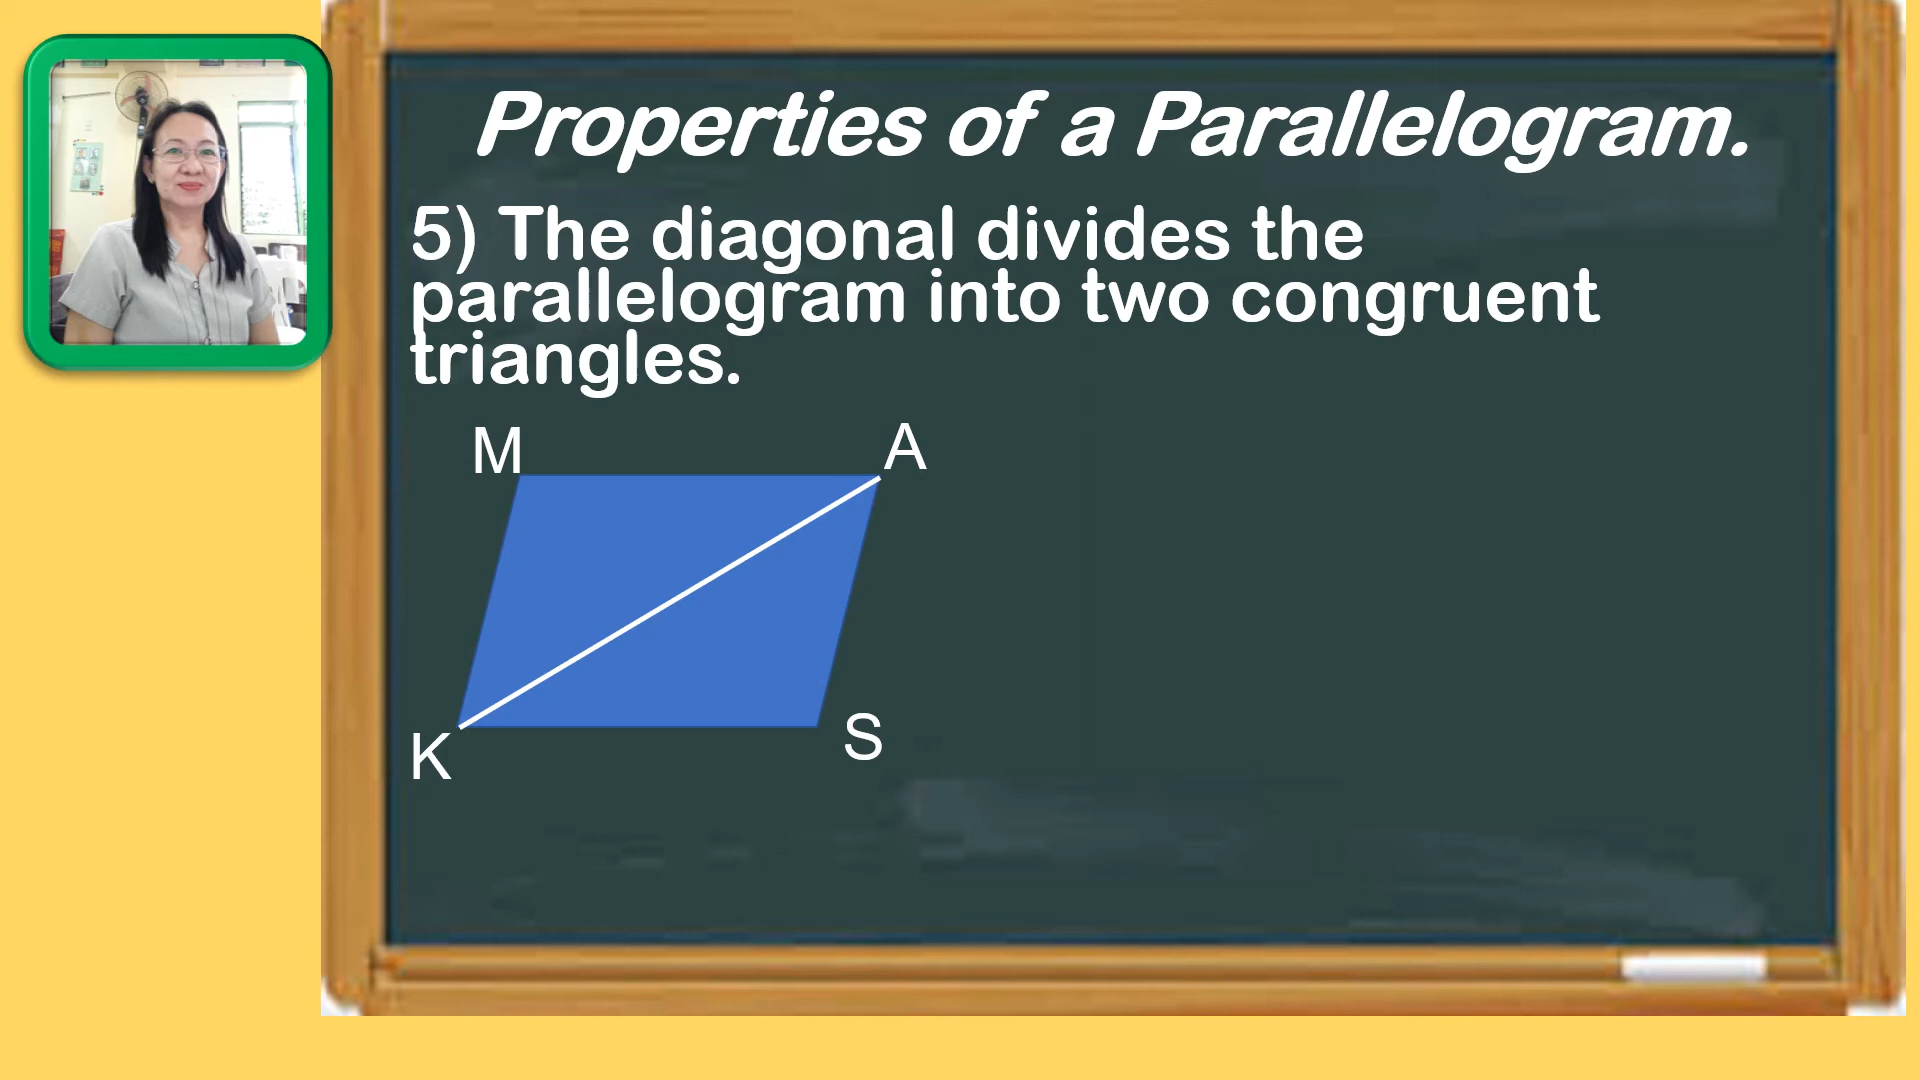 Properties of a Parallelogram.
5) The diagonal divides the
parallelogram into two congruent
triangles.
M
A
K
S